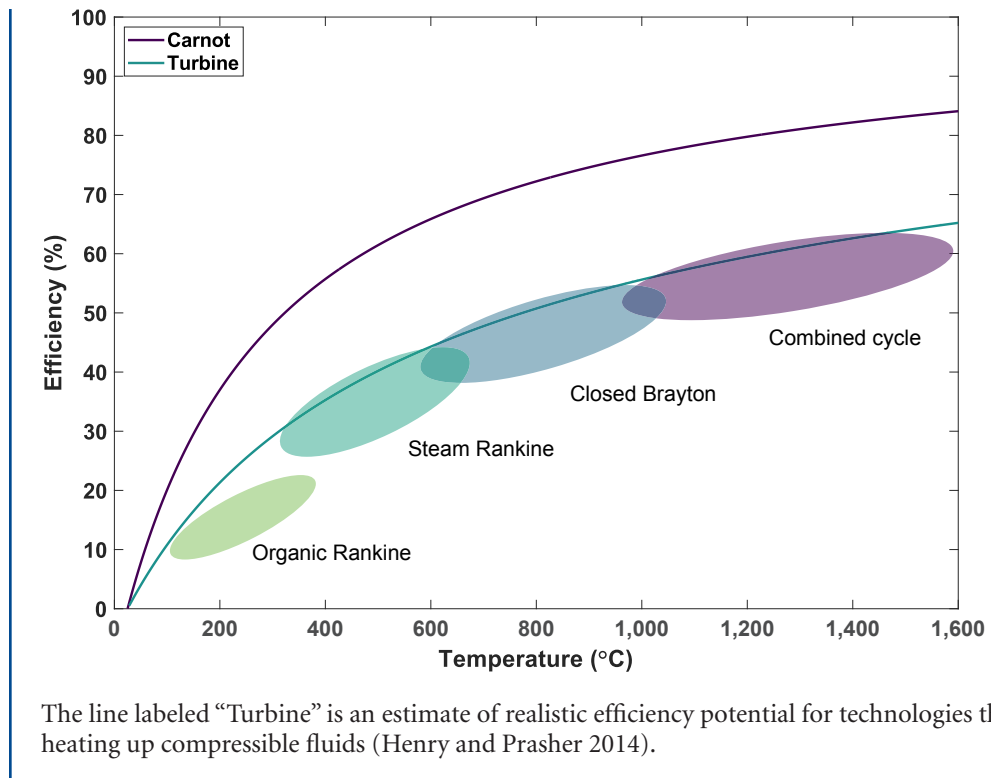 100
90
80
70
60
50
40
30
20
10
0
Carnot
Turbine
Efficiency (%)
Combined cycle
Closed Brayton
Steam Rankine
Organic Rankine
0 200 400 600 800 1,000 1,200 1,400 1,600
Temperature (°C)
The line labeled “Turbine” is an estimate of realistic efficiency potential for technologies
heating up compressible fluids (Henry and Prasher 2014).